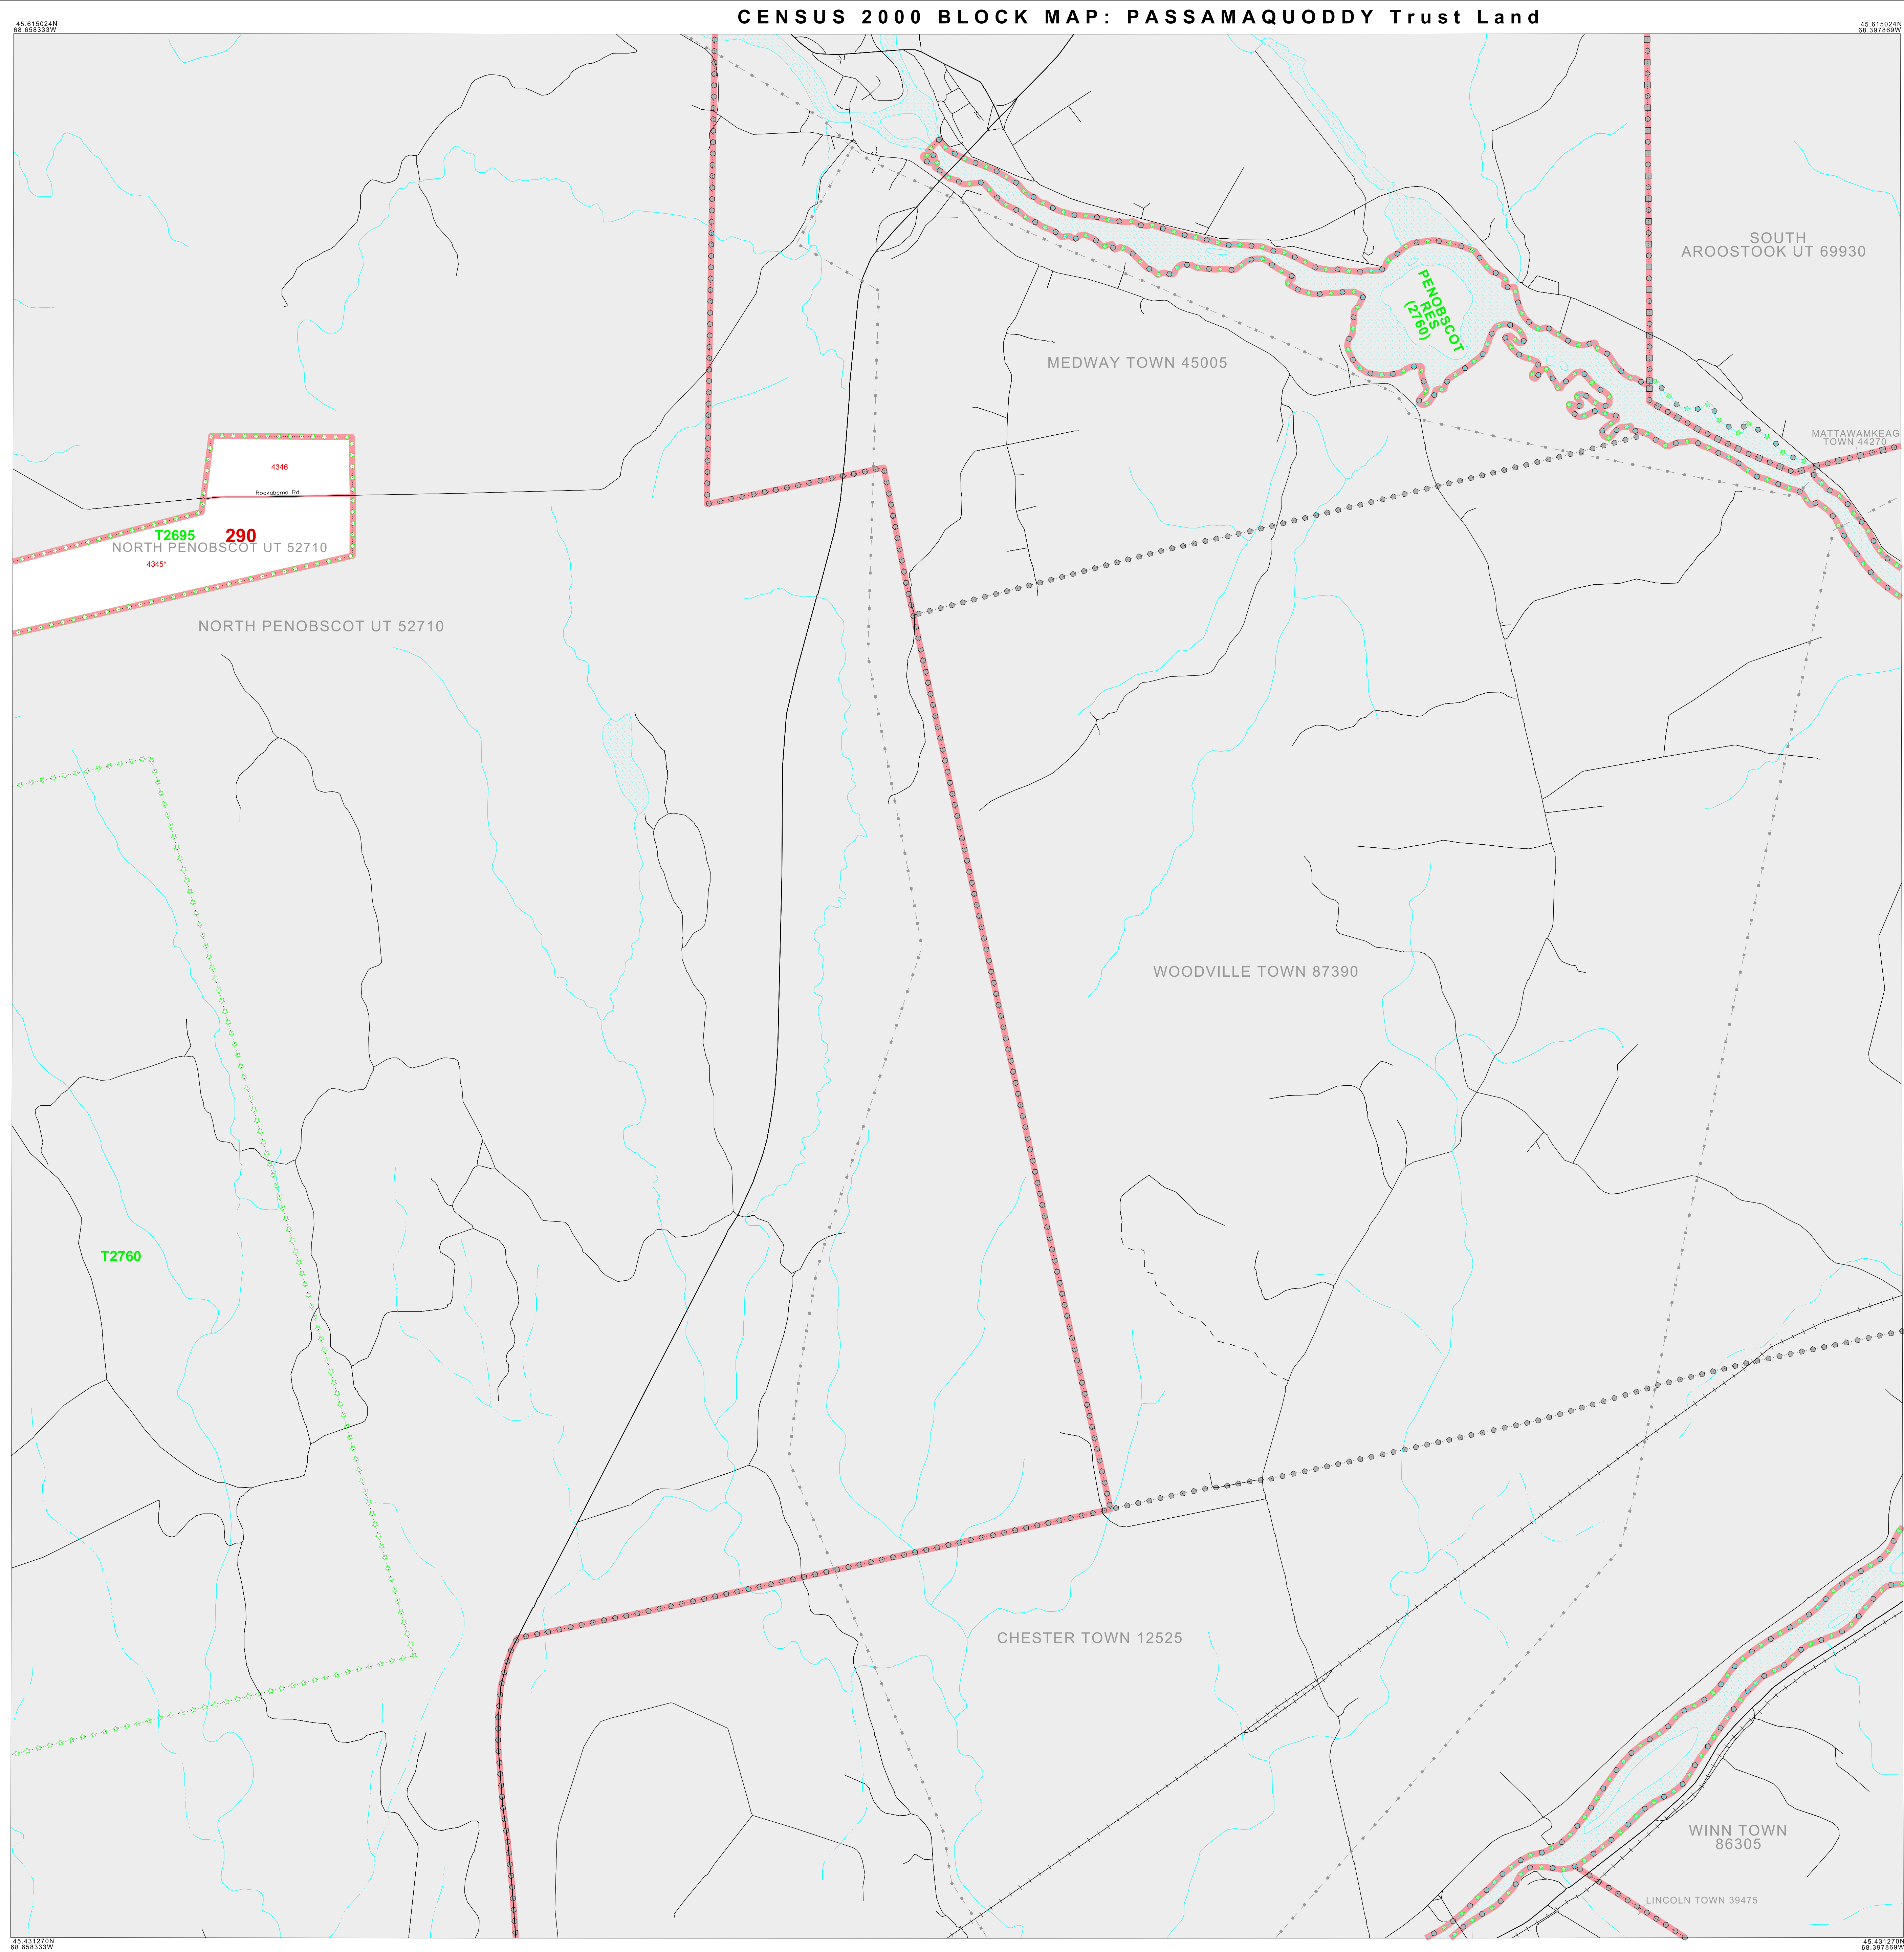 CENSUS 2000 BLOCK MAP: PASSAMAQUODDY Trust Land
45.615024N
68.658333W
45.615024N
68.397869W
SOUTH
AROOSTOOK UT 69930
PENOBSCOT
RES
(2760)
MEDWAY TOWN 45005
MATTAWAMKEAG
TOWN 44270
4346
Rockabema Rd
T2695
290
NORTH PENOBSCOT UT 52710
4345*
NORTH PENOBSCOT UT 52710
WOODVILLE TOWN 87390
T2760
CHESTER TOWN 12525
WINN TOWN
86305
LINCOLN TOWN 39475
45.431270N
68.658333W
45.431270N
68.397869W